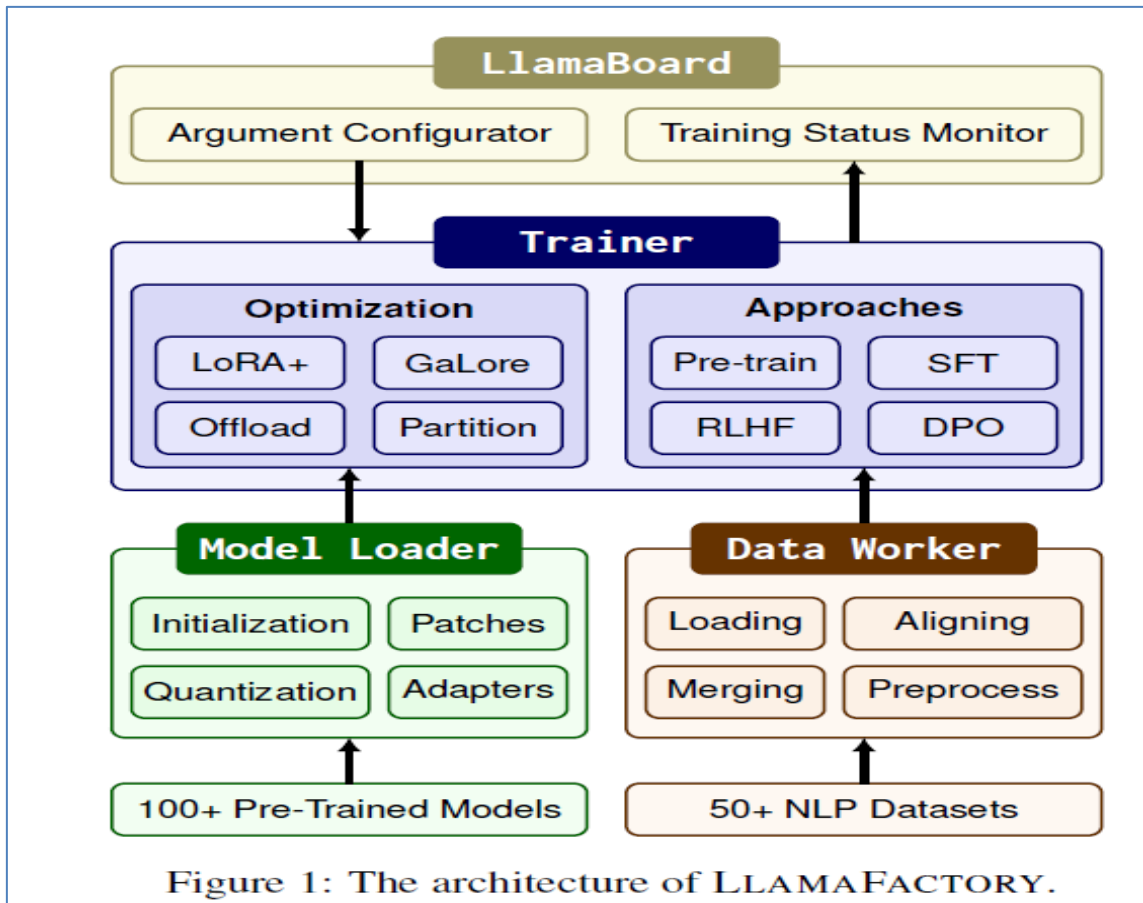 LlamaBoard
Argument Configurator
Training Status Monitor
Trainer
Optimization
LoRA+
GaLore
Offload
Partition
Approaches
Pre-train
SFT
RLHF
DPO
Model Loader
Initialization
Patches
Quantization
Adapters
Data Worker
Loading
Aligning
Merging
Preprocess
100+ Pre-Trained Models
50+ NLP Datasets
Figure 1: The architecture of LLAMAFACTORY.